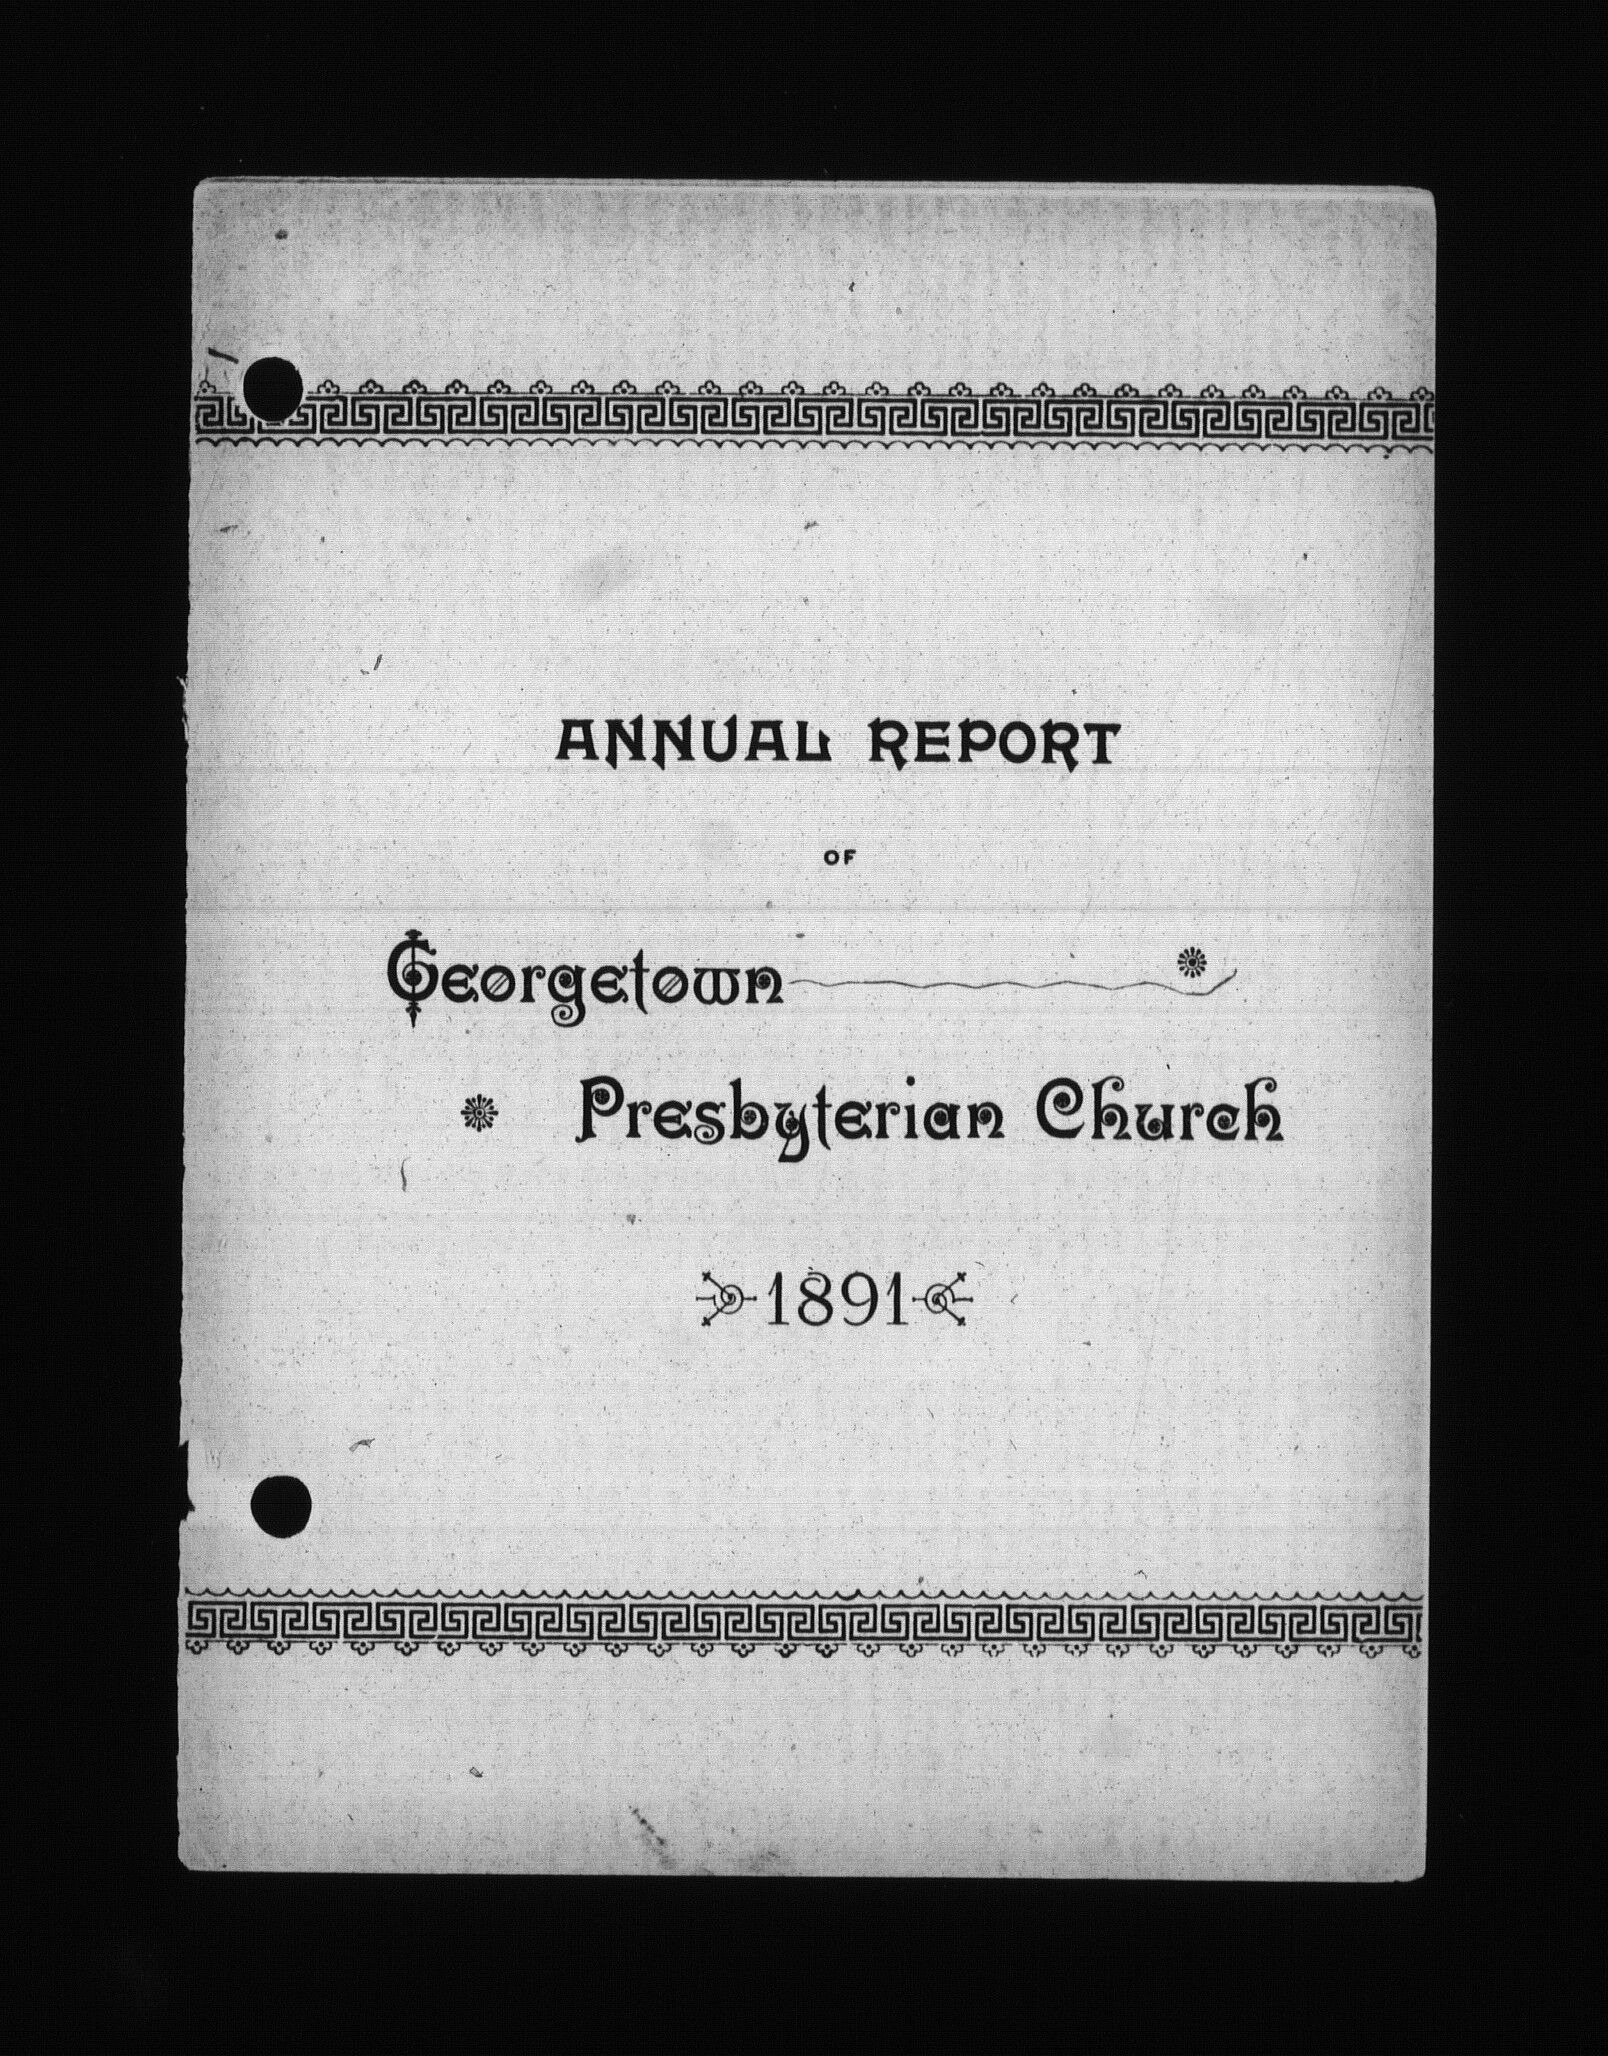 ANNUAL REPORT
OF
Georgetown
Presbyterian Church
1891